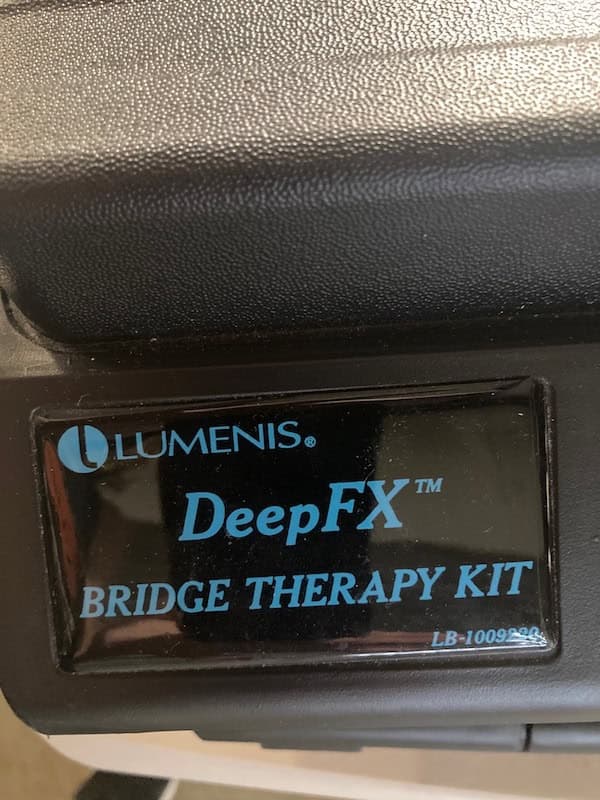 LUMENIS®
DeepFX™
BRIDGE THERAPY KIT